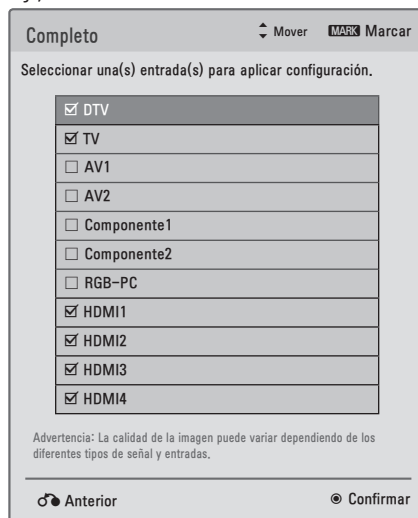 Completo Mover MARK Marcar
Seleccionar una(s) entrada(s) para aplicar configuración.
DTV
TV
AV1
AV2
Componente1
Componente2
RGB-PC
HDMI1
HDMI2
HDMI3
HDMI4
Advertencia: La calidad de la imagen puede variar dependiendo de los
diferentes tipos de señal y entradas.
Anterior Confirmar